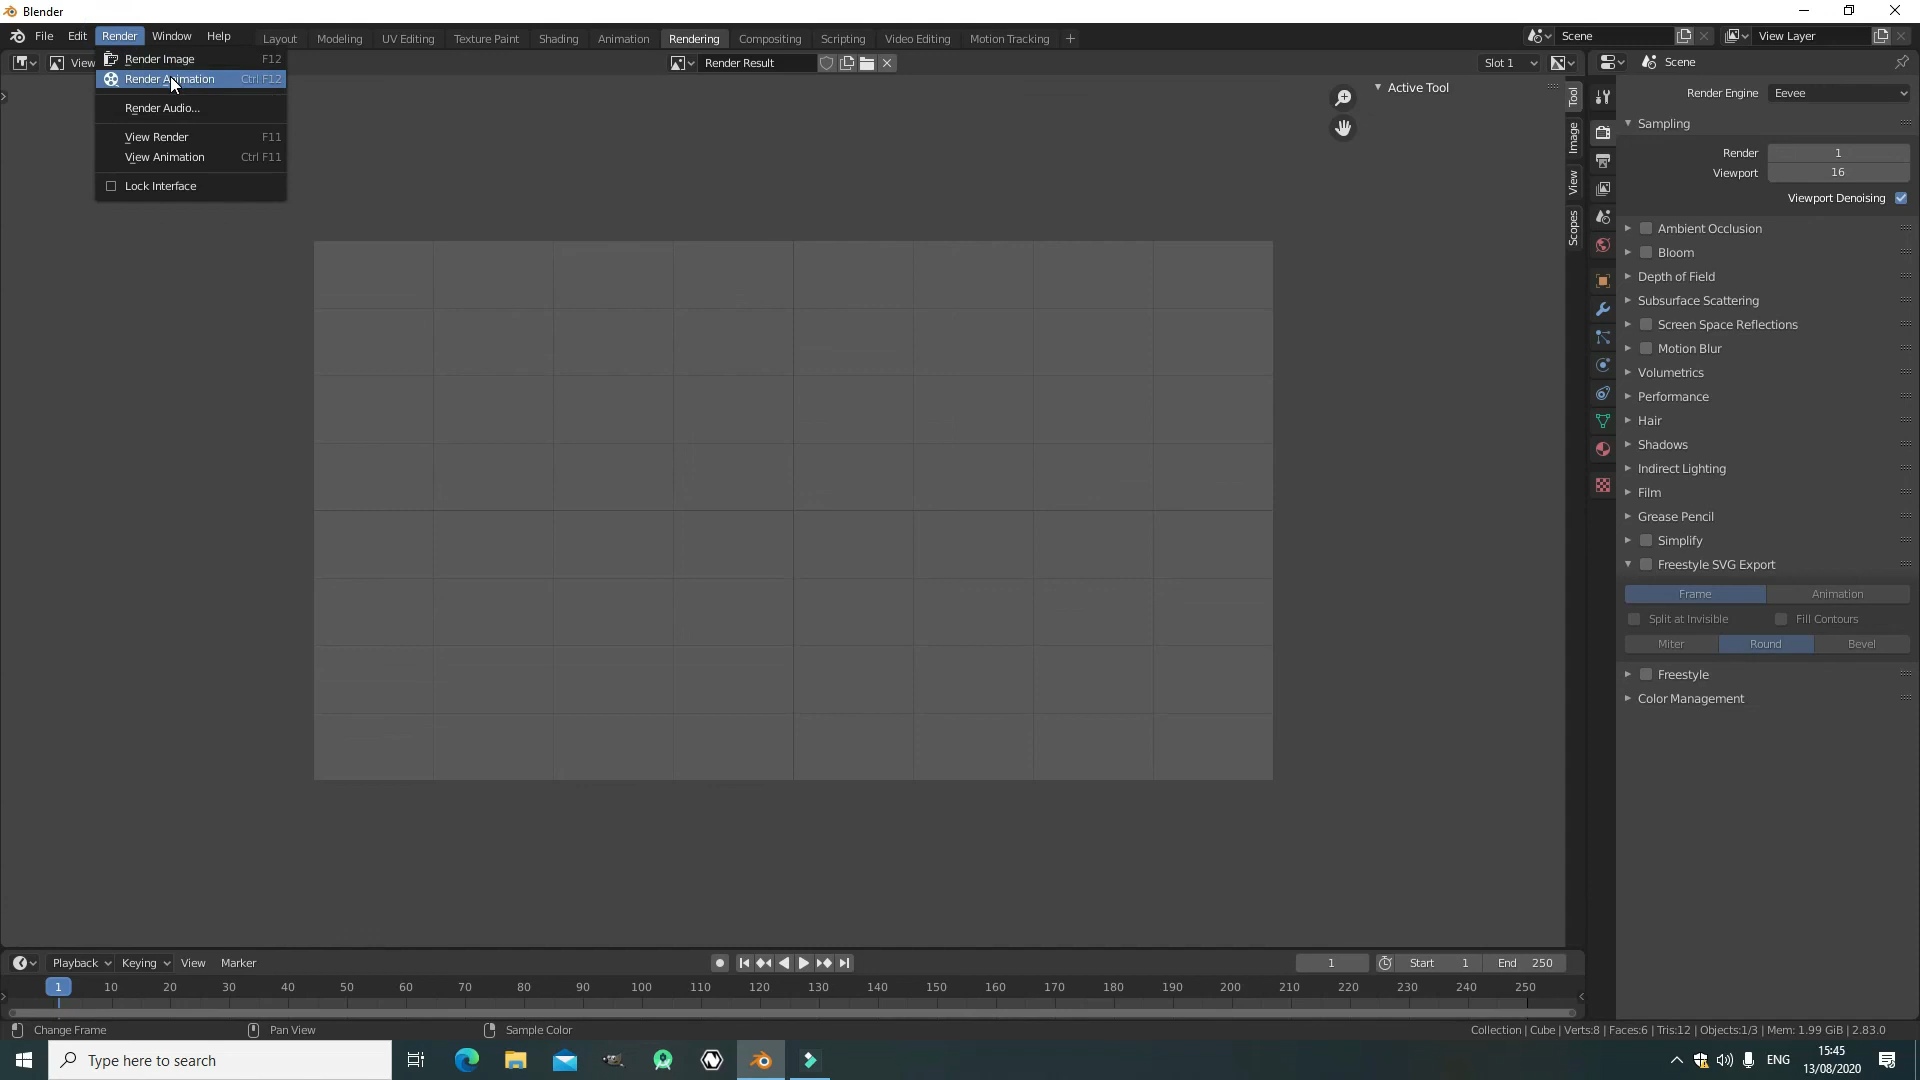 Blender
File Edit Render Window Help Layout Modeling UV Editing Texture Paint Shading Animation Rendering Compositing Scripting Video Editing Motion Tracking + Scene View Layer
View Render Result Slot 1 Scene
Render Image F12
Render Animation Ctrl F12
Render Audio...
View Render F11
View Animation Ctrl F11
Lock Interface
Active Tool
Tool
Image
View
Scopes
Render Engine Eevee
Sampling
Render 1
Viewport 16
Viewport Denoising
Ambient Occlusion
Bloom
Depth of Field
Subsurface Scattering
Screen Space Reflections
Motion Blur
Volumetrics
Performance
Hair
Shadows
Indirect Lighting
Film
Grease Pencil
Simplify
Freestyle SVG Export
Frame Animation
Split at Invisible Fill Contours
Miter Round Bevel
Freestyle
Color Management
Playback Keying View Marker 1 Start 1 End 250
1 10 20 30 40 50 60 70 80 90 100 110 120 130 140 150 160 170 180 190 200 210 220 230 240 250
Change Frame Pan View Sample Color Collection | Cube | Verts:8 | Faces:6 | Tris:12 | Objects:1/3 | Mem: 1.99 GiB | 2.83.0
Type here to search ENG 15:45
13/08/2020